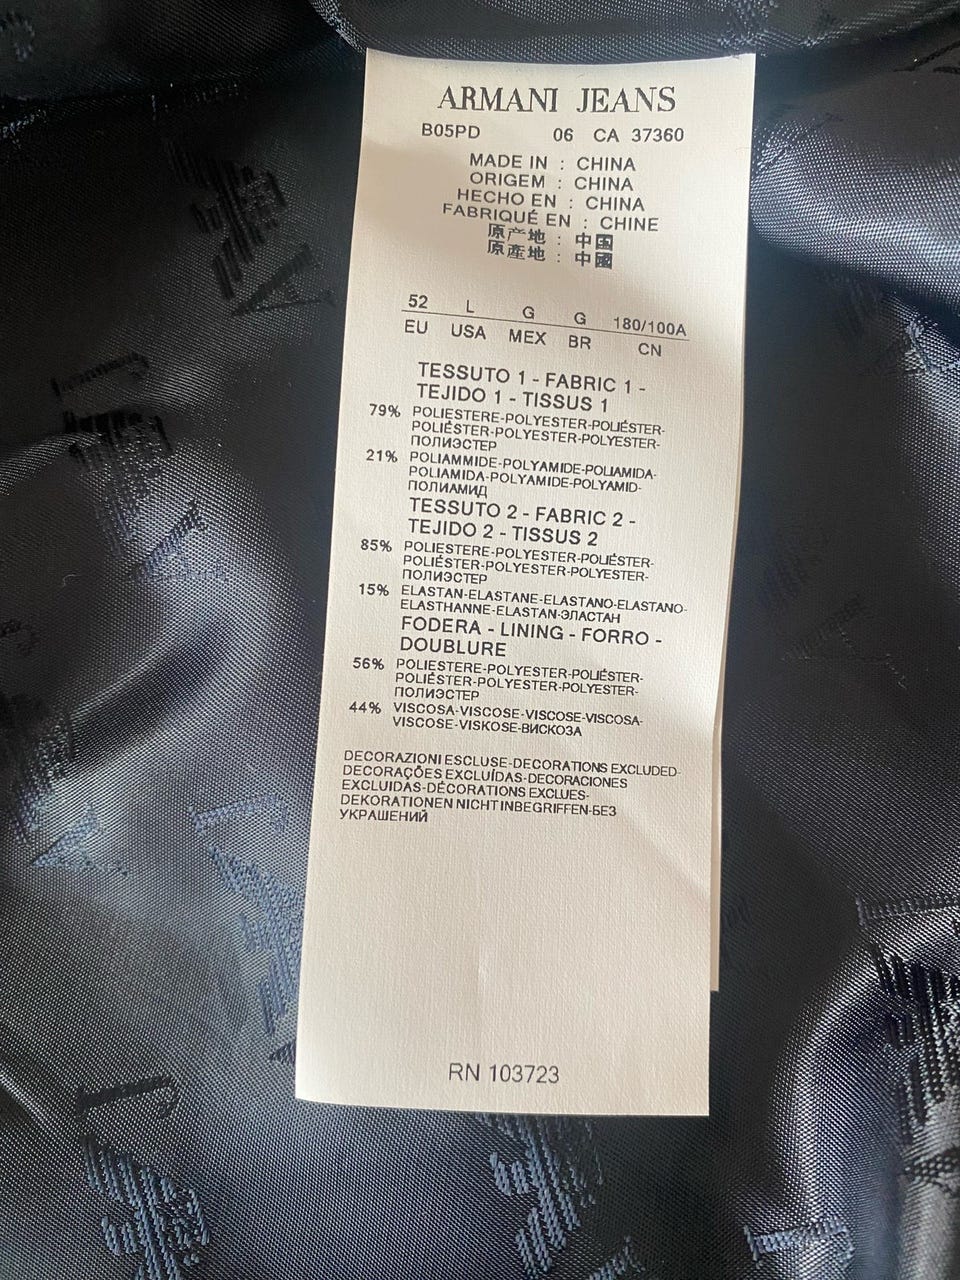 ARMANI JEANS
B05PD 06 CA 37360
MADE IN : CHINA
ORIGEM : CHINA
HECHO EN : CHINA
FABRIQUÉ EN : CHINE
原产地 : 中国
原產地 : 中國
52 L G G 180/100A
EU USA MEX BR CN
TESSUTO 1 - FABRIC 1 -
TEJIDO 1 - TISSUS 1
79% POLIESTERE-POLYESTER-POLIÉSTER-
POLIÉSTER-POLYESTER-POLYESTER-
ПОЛИЭСТЕР
21% POLIAMMIDE-POLYAMIDE-POLIAMIDA-
POLIAMIDA-POLYAMIDE-POLYAMID-
ПОЛИАМИД
TESSUTO 2 - FABRIC 2 -
TEJIDO 2 - TISSUS 2
85% POLIESTERE-POLYESTER-POLIÉSTER-
POLIÉSTER-POLYESTER-POLYESTER-
ПОЛИЭСТЕР
15% ELASTAN-ELASTANE-ELASTANO-ELASTANO-
ELASTHANNE-ELASTAN-ЭЛАСТАН
FODERA - LINING - FORRO -
DOUBLURE
56% POLIESTERE-POLYESTER-POLIÉSTER-
POLIÉSTER-POLYESTER-POLYESTER-
ПОЛИЭСТЕР
44% VISCOSA-VISCOSE-VISCOSE-VISCOSA-
VISCOSE-VISKOSE-ВИСКОЗА
DECORAZIONI ESCLUSE-DECORATIONS EXCLUDED-
DECORAÇÕES EXCLUÍDAS-DECORACIONES
EXCLUIDAS-DÉCORATIONS EXCLUES-
DEKORATIONEN NICHT INBEGRIFFEN-БЕЗ
УКРАШЕНИЙ
RN 103723